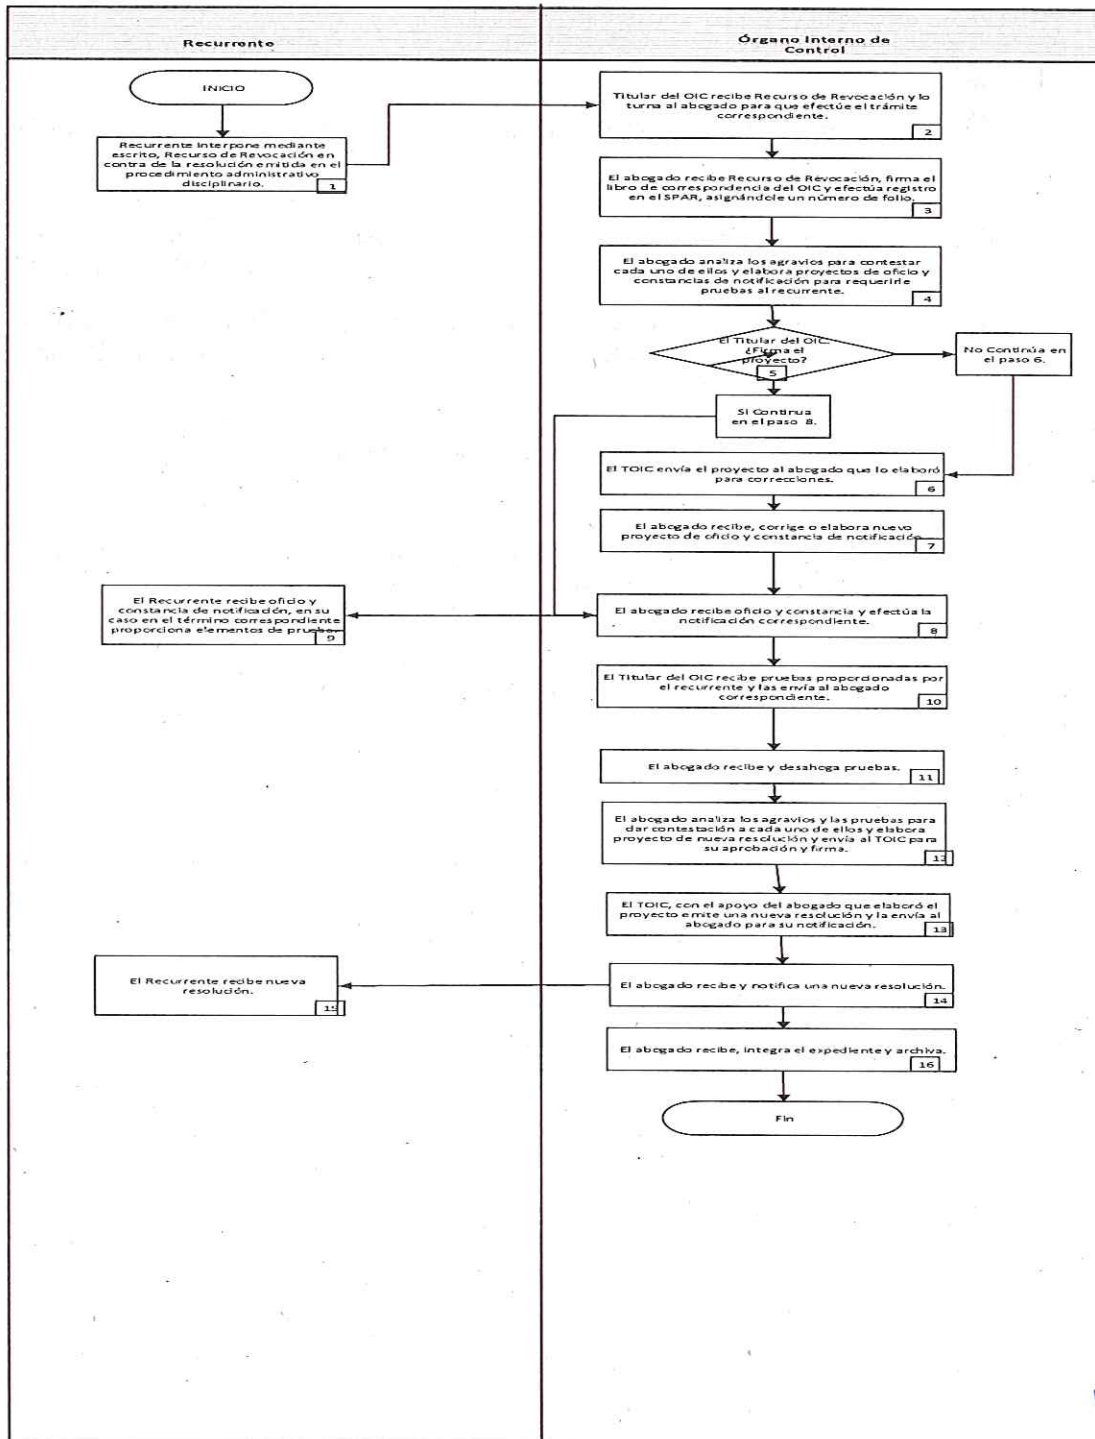 Recurrente
Órgano Interno de
Control
INICIO
Recurrente Interpone mediante
escrito, Recurso de Revocación en
contra de la resolución emitida en el
procedimiento administrativo
disciplinario.
1
Titular del OIC recibe Recurso de Revocación y lo
turna al abogado para que efectúe el trámite
correspondiente.
2
El abogado recibe Recurso de Revocación, firma el
libro de correspondencia del OIC y efectúa registro
en el SPAR, asignándole un número de folio.
3
El abogado analiza los agravios para contestar
cada uno de ellos y elabora proyectos de oficio y
constancias de notificación para requerirle
pruebas al recurrente.
4
El Titular del OIC.
¿Firma el
proyecto?
5
No Continúa en
el paso 6.
Si Continua
en el paso 8.
El TOIC envía el proyecto al abogado que lo elaboró
para correcciones.
6
El abogado recibe, corrige o elabora nuevo
proyecto de oficio y constancia de notificación.
7
El Recurrente recibe oficio y
constancia de notificación, en su
caso en el término correspondiente
proporciona elementos de prueba.
9
El abogado recibe oficio y constancia y efectúa la
notificación correspondiente.
8
El Titular del OIC recibe pruebas proporcionadas por
el recurrente y las envía al abogado
correspondiente.
10
El abogado recibe y desahoga pruebas.
11
El abogado analiza los agravios y las pruebas para
dar contestación a cada uno de ellos y elabora
proyecto de nueva resolución y envía al TOIC para
su aprobación y firma.
12
El TOIC, con el apoyo del abogado que elaboró el
proyecto emite una nueva resolución y la envía al
abogado para su notificación.
13
El Recurrente recibe nueva
resolución.
15
El abogado recibe y notifica una nueva resolución.
14
El abogado recibe, integra el expediente y archiva.
16
Fin